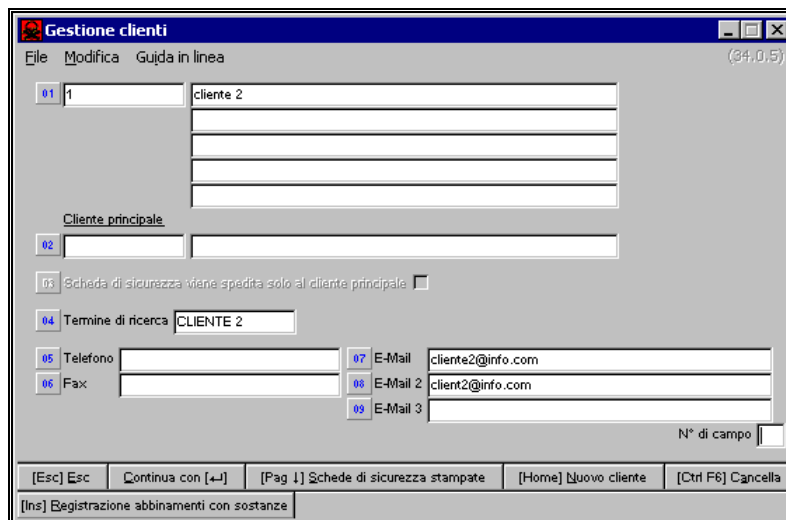 Gestione clienti
File Modifica Guida in linea (34.0.5)
01 1 cliente 2
Cliente principale
02
03 Scheda di sicurezza viene spedita solo al cliente principale
04 Termine di ricerca CLIENTE 2
05 Telefono 07 E-Mail cliente2@info.com
06 Fax 08 E-Mail 2 client2@info.com
09 E-Mail 3
N° di campo
[Esc] Esc Continua con [↵] [Pag ↓] Schede di sicurezza stampate [Home] Nuovo cliente [Ctrl F6] Cancella
[Ins] Registrazione abbinamenti con sostanze